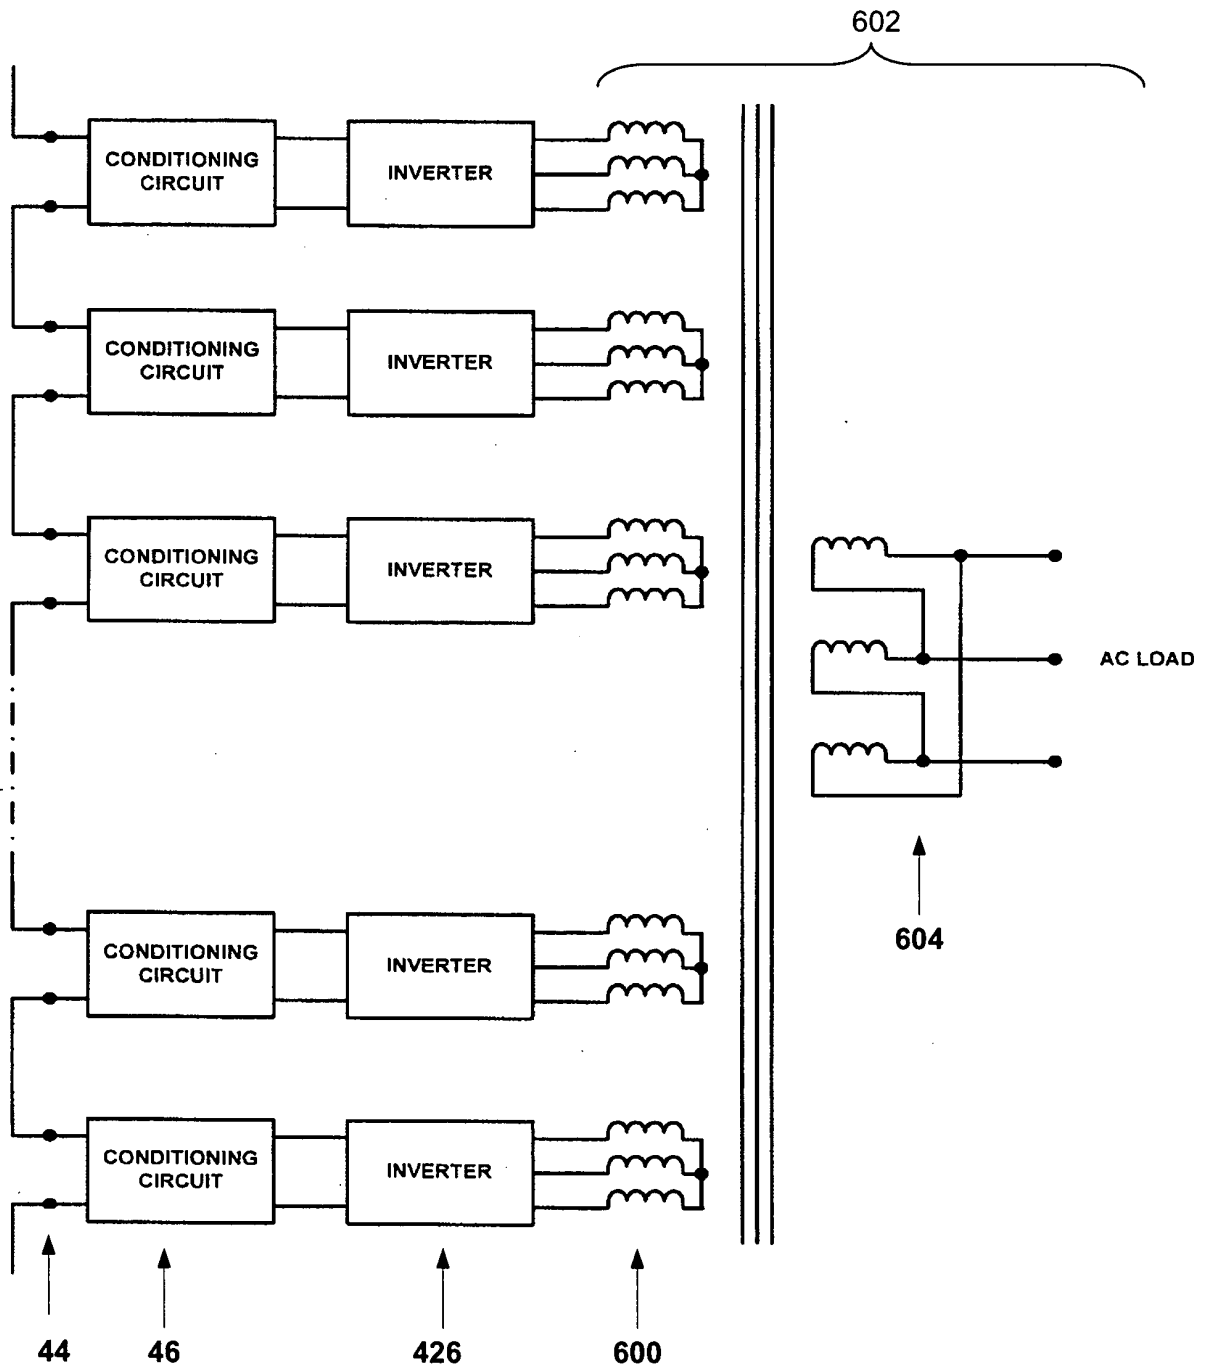 602
CONDITIONING
CIRCUIT
INVERTER
CONDITIONING
CIRCUIT
INVERTER
CONDITIONING
CIRCUIT
INVERTER
AC LOAD
604
CONDITIONING
CIRCUIT
INVERTER
CONDITIONING
CIRCUIT
INVERTER
44
46
426
600